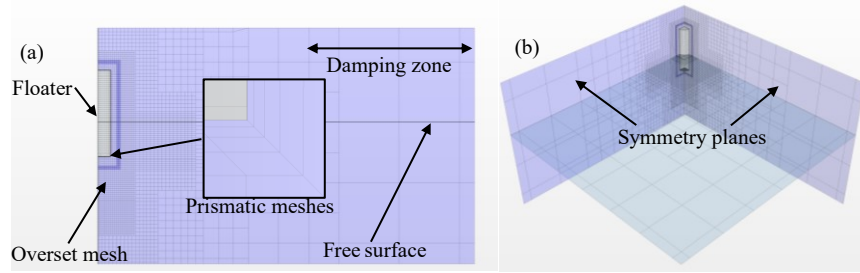 (a)
Damping zone
Floater
Prismatic meshes
Overset mesh
Free surface
(b)
Symmetry planes